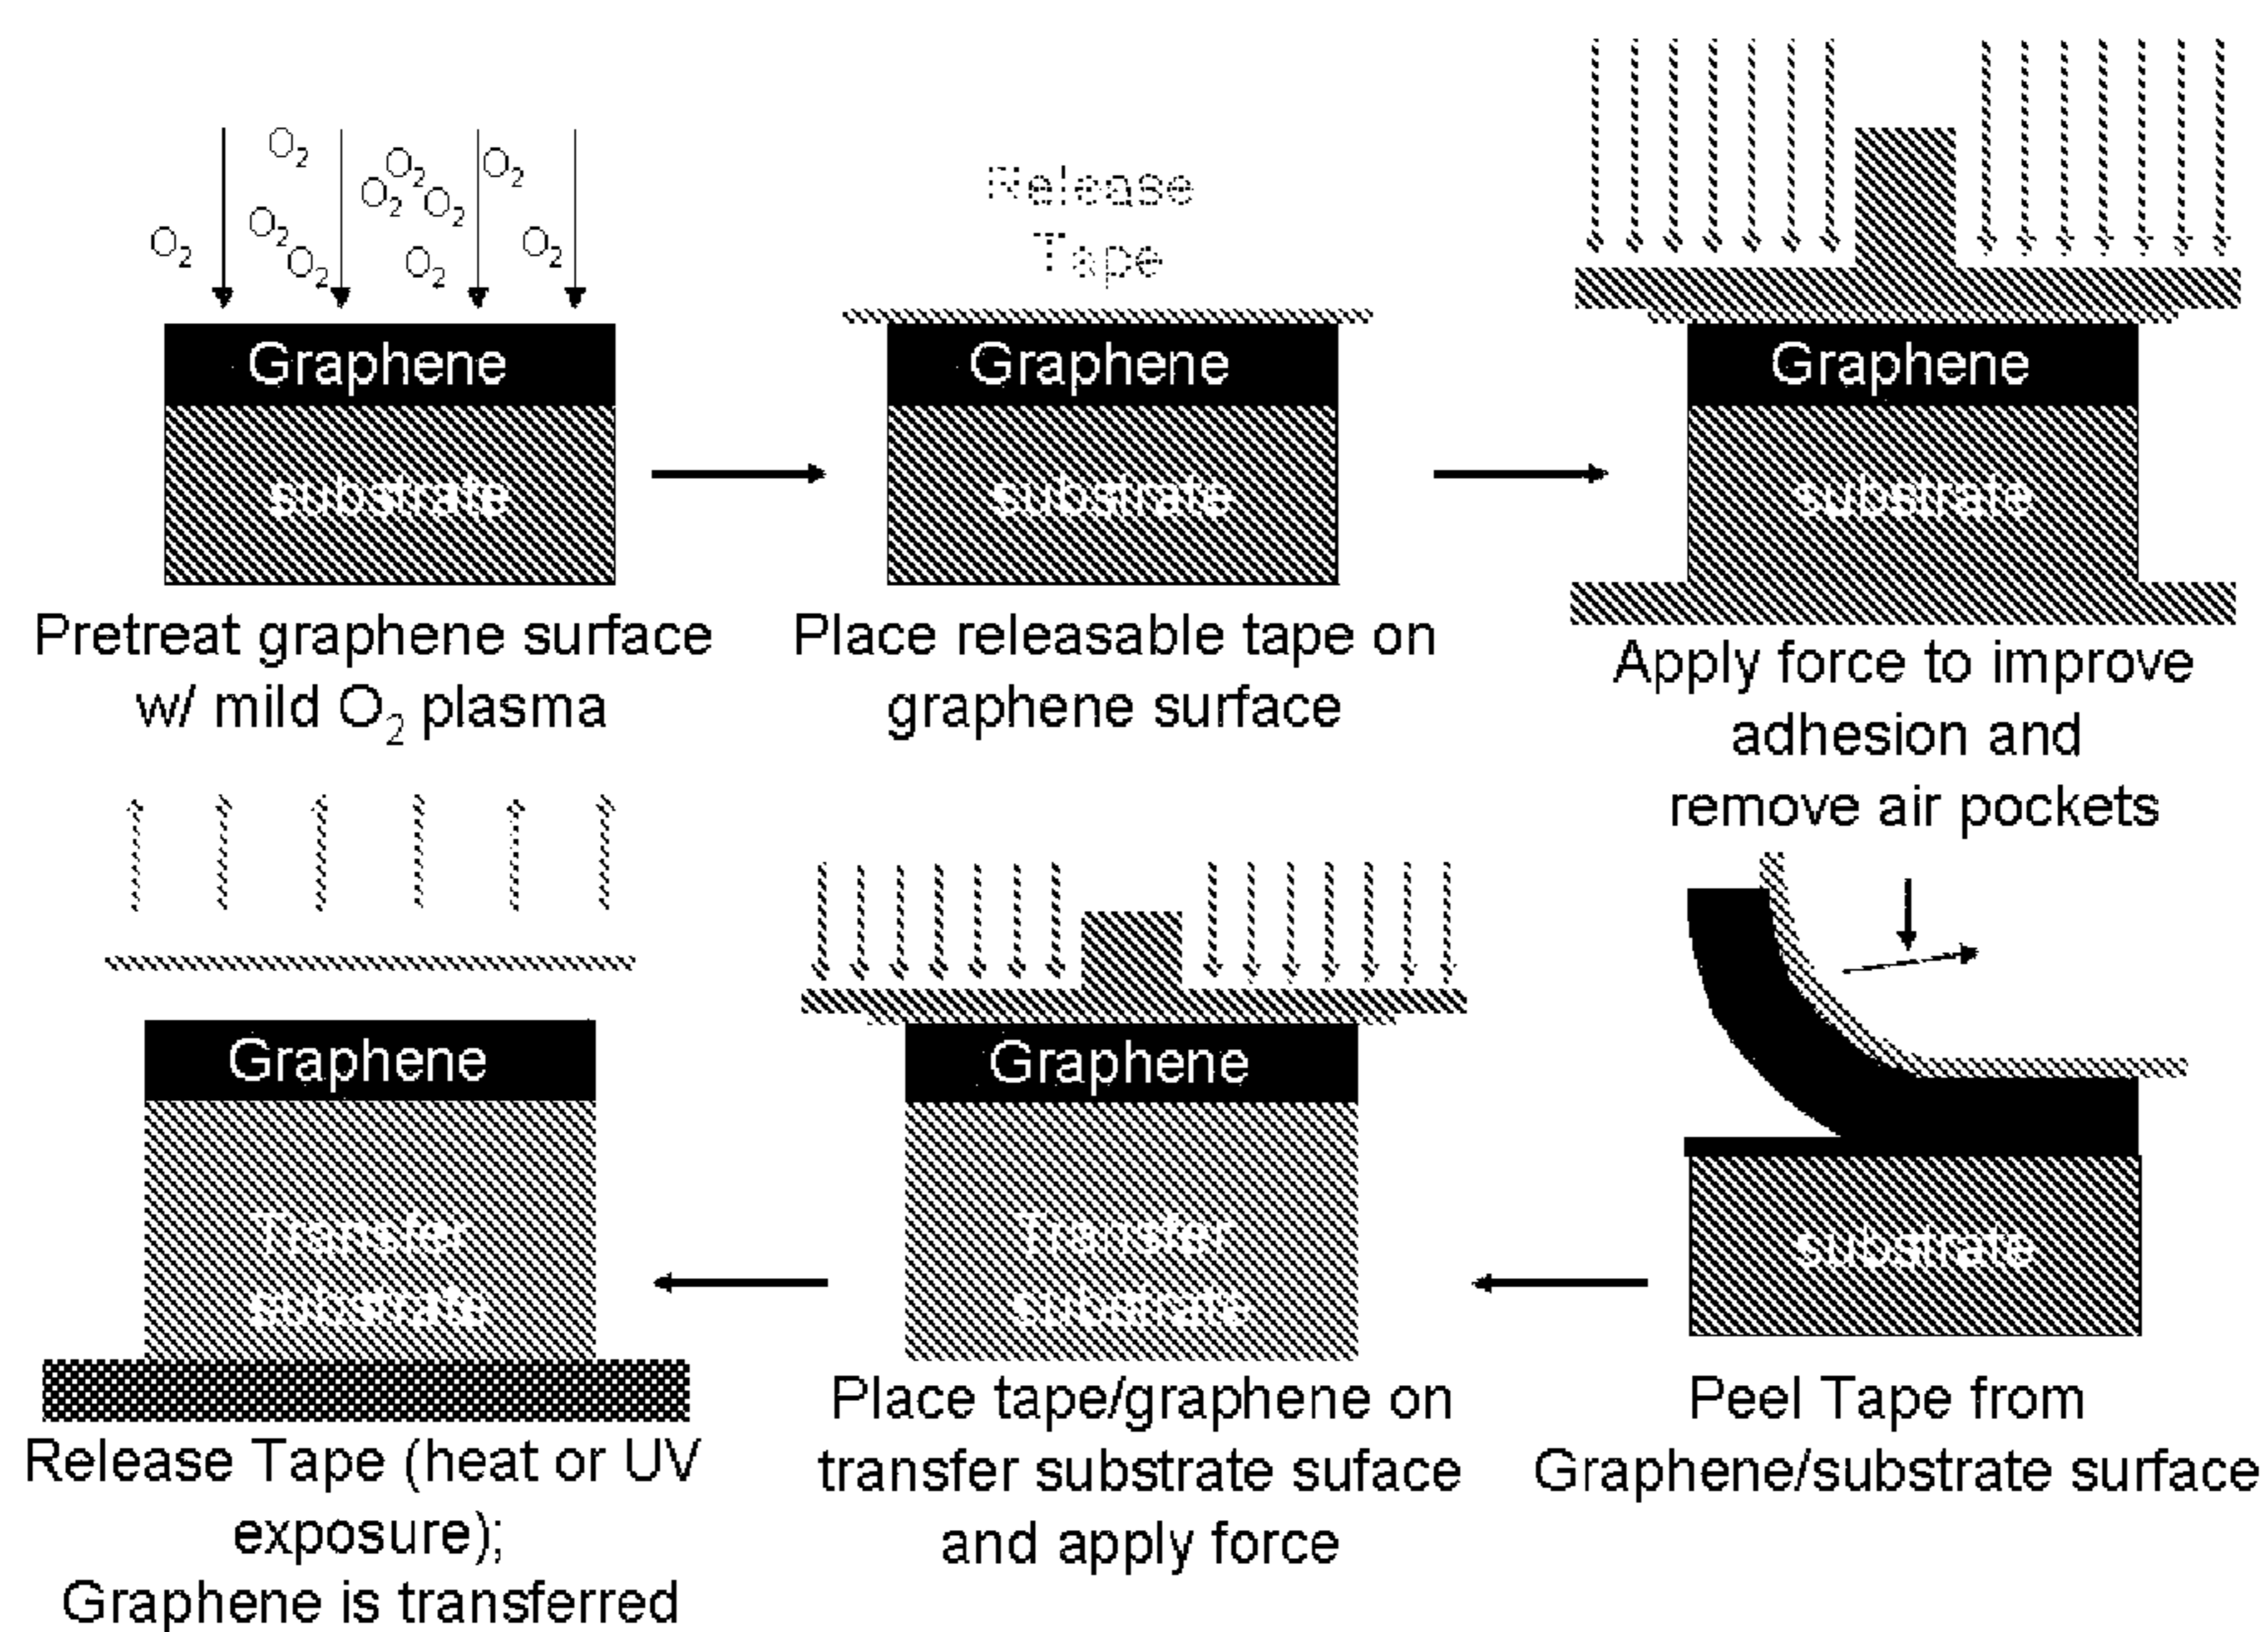 O₂
O₂
O₂
O₂
O₂
O₂
O₂
O₂
O₂
O₂
Graphene
substrate
Pretreat graphene surface
w/ mild O₂ plasma
Release
Tape
Graphene
substrate
Place releasable tape on
graphene surface
Graphene
substrate
Apply force to improve
adhesion and
remove air pockets
substrate
Peel Tape from
Graphene/substrate surface
Graphene
Transfer
substrate
Place tape/graphene on
transfer substrate suface
and apply force
Graphene
Transfer
substrate
Release Tape (heat or UV
exposure);
Graphene is transferred